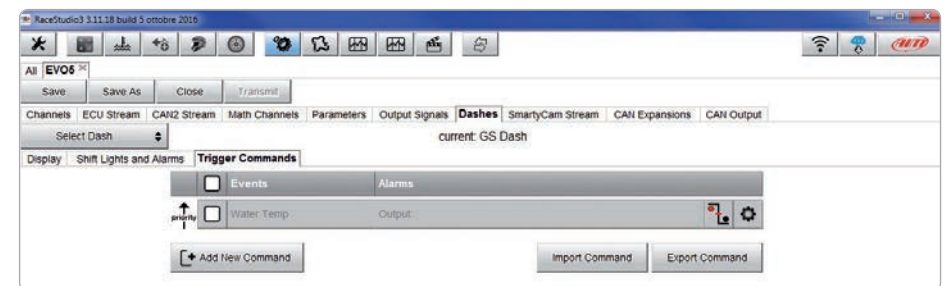 RaceStudio3 3.11.18 build 5 ottobre 2016
AiM
All EVO5
Save Save As Close Transmit
Channels ECU Stream CAN2 Stream Math Channels Parameters Output Signals Dashes SmartyCam Stream CAN Expansions CAN Output
Select Dash current: GS Dash
Display Shift Lights and Alarms Trigger Commands
Events Alarms
priority Water Temp Output
Add New Command Import Command Export Command